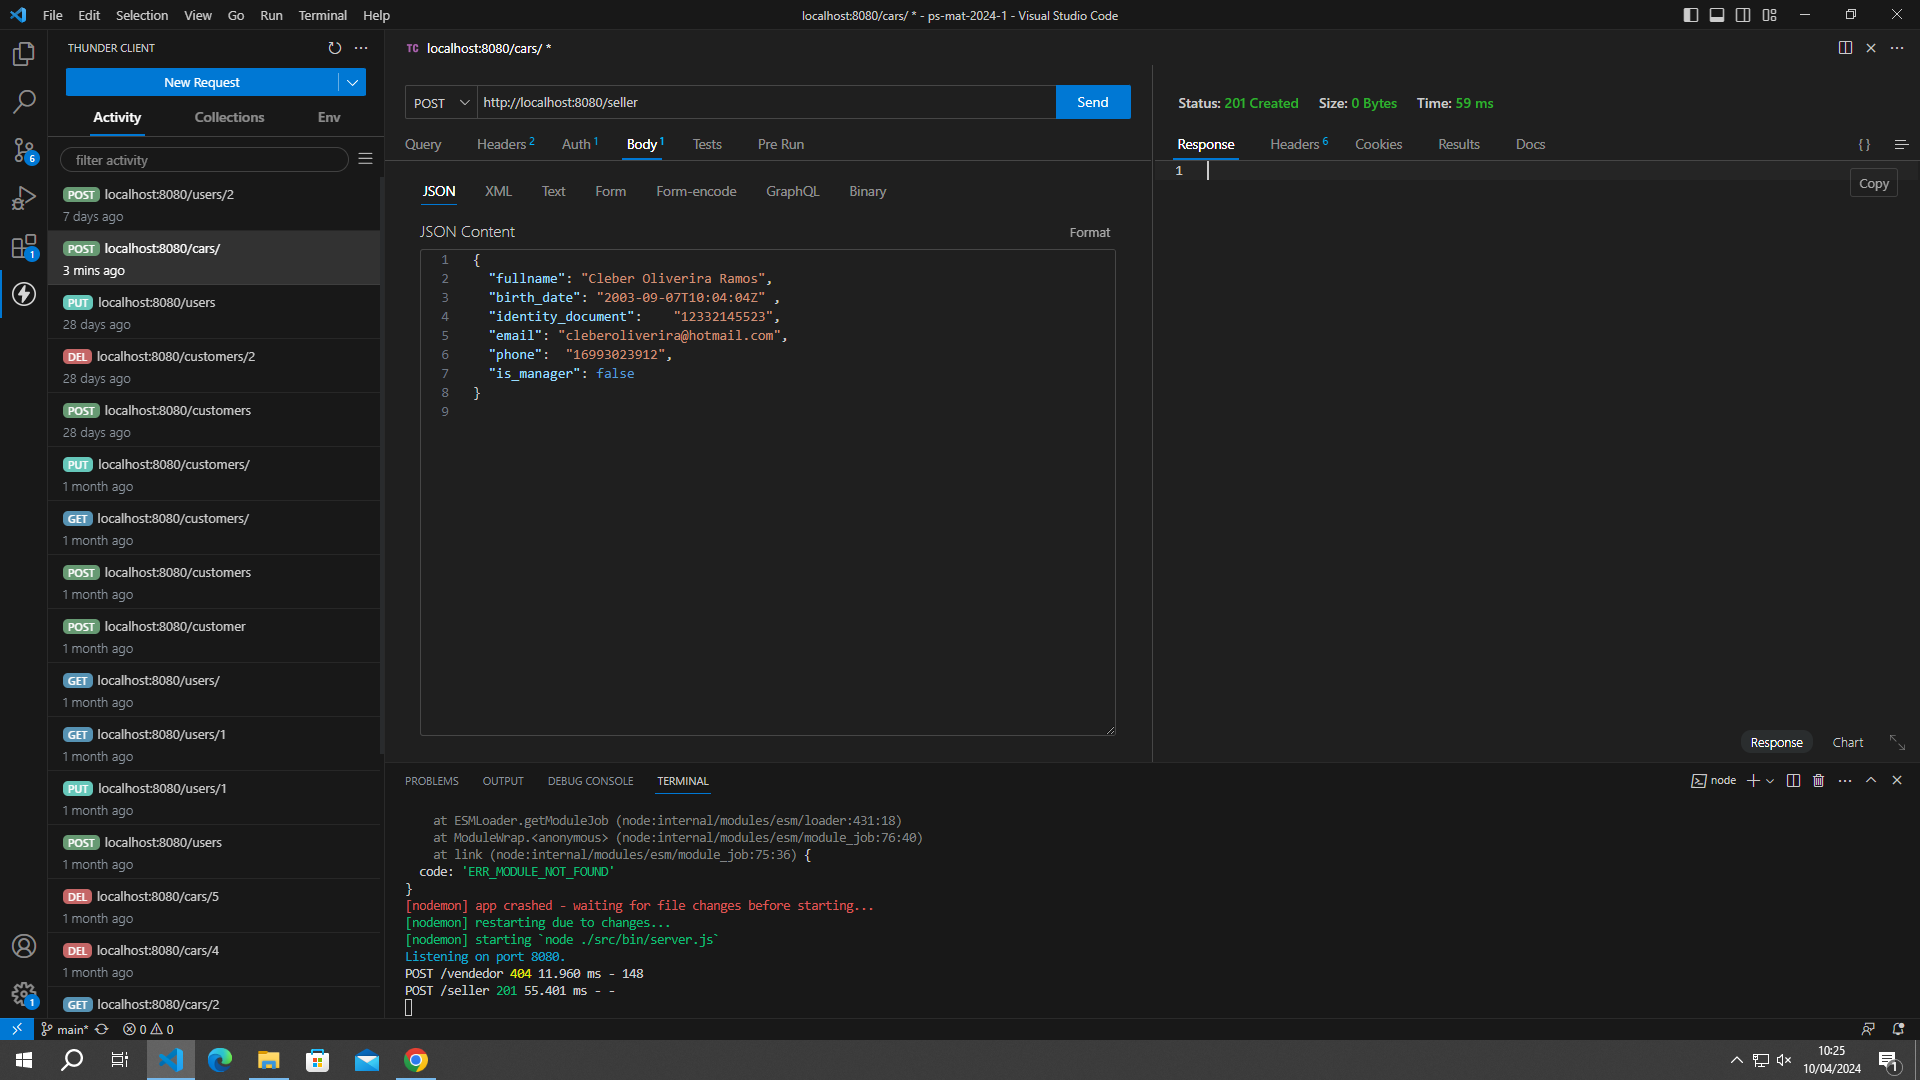 File Edit Selection View Go Run Terminal Help
localhost:8080/cars/ * - ps-mat-2024-1 - Visual Studio Code
THUNDER CLIENT
New Request
Activity Collections Env
filter activity
POST localhost:8080/users/2
7 days ago
POST localhost:8080/cars/
3 mins ago
PUT localhost:8080/users
28 days ago
DEL localhost:8080/customers/2
28 days ago
POST localhost:8080/customers
28 days ago
PUT localhost:8080/customers/
1 month ago
GET localhost:8080/customers/
1 month ago
POST localhost:8080/customers
1 month ago
POST localhost:8080/customer
1 month ago
GET localhost:8080/users/
1 month ago
GET localhost:8080/users/1
1 month ago
PUT localhost:8080/users/1
1 month ago
POST localhost:8080/users
1 month ago
DEL localhost:8080/cars/5
1 month ago
DEL localhost:8080/cars/4
1 month ago
GET localhost:8080/cars/2
6
1
1
TC localhost:8080/cars/ *
POST http://localhost:8080/seller Send
Query Headers 2 Auth 1 Body 1 Tests Pre Run
JSON XML Text Form Form-encode GraphQL Binary
JSON Content Format
1 {
2 "fullname": "Cleber Oliverira Ramos",
3 "birth_date": "2003-09-07T10:04:04Z" ,
4 "identity_document": "12332145523",
5 "email": "cleberoliverira@hotmail.com",
6 "phone": "16993023912",
7 "is_manager": false
8 }
9
Status: 201 Created Size: 0 Bytes Time: 59 ms
Response Headers 6 Cookies Results Docs { }
1
Copy
Response Chart
PROBLEMS OUTPUT DEBUG CONSOLE TERMINAL
node
at ESMLoader.getModuleJob (node:internal/modules/esm/loader:431:18)
at ModuleWrap.<anonymous> (node:internal/modules/esm/module_job:76:40)
at link (node:internal/modules/esm/module_job:75:36) {
code: 'ERR_MODULE_NOT_FOUND'
}
[nodemon] app crashed - waiting for file changes before starting...
[nodemon] restarting due to changes...
[nodemon] starting `node ./src/bin/server.js`
Listening on port 8080.
POST /vendedor 404 11.960 ms - 148
POST /seller 201 55.401 ms - -
main* 0 0
10:25
10/04/2024
1